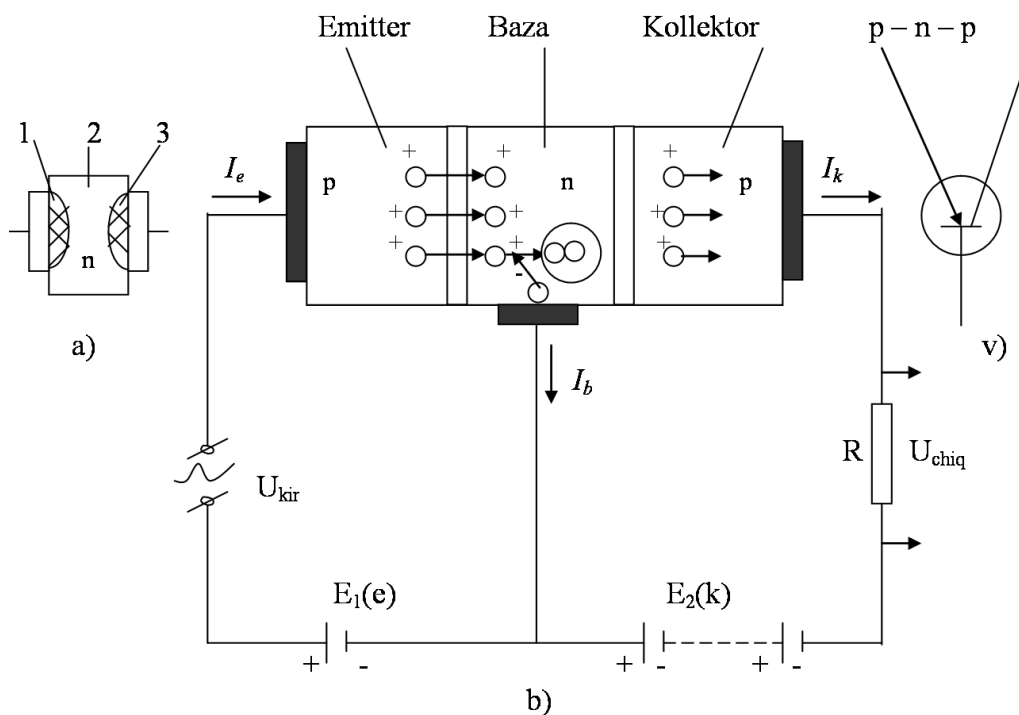 Emitter Baza Kollektor p – n – p
1 2 3
I_e I_k
+ + +
p n p
+ + +
+ + +
n -
a) v)
I_b
R U_chiq
U_kir
E_1(e) E_2(k)
+ - + - + -
b)